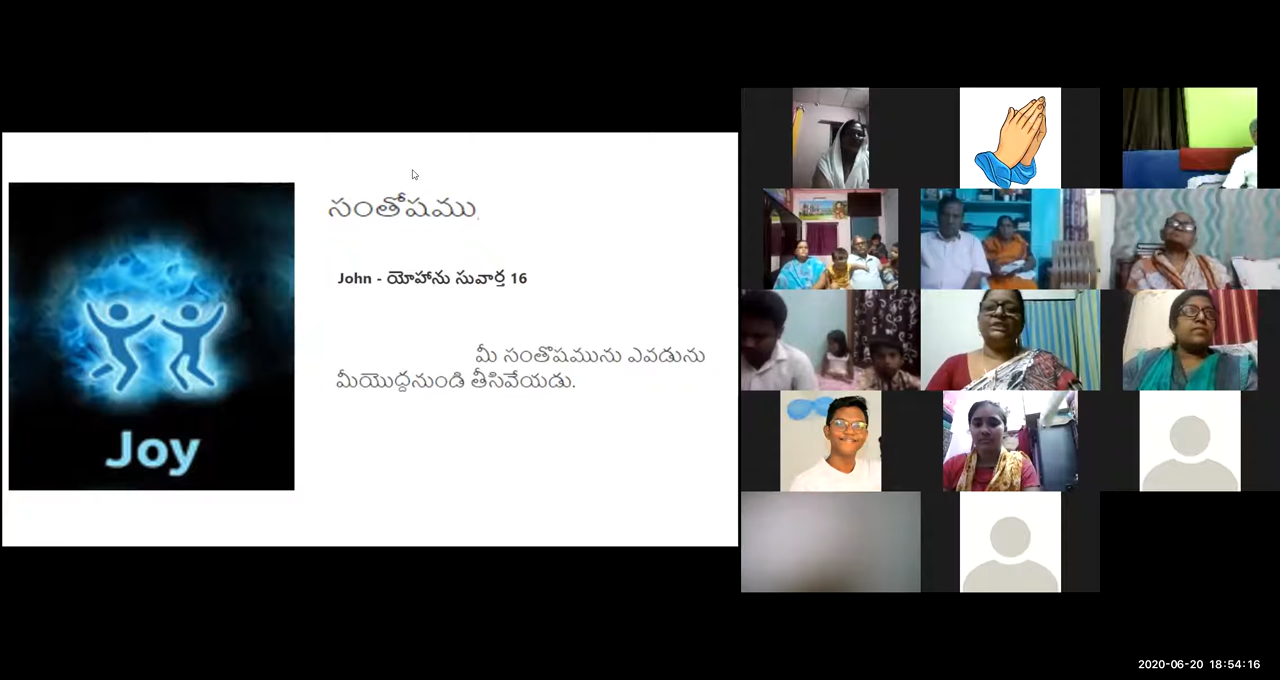 సంతోషము
John - యోహాను సువార్త 16
మీ సంతొషమును ఎవడును
మీయొద్దనుండి తీసివేయడు.
Joy
2020-06-20 18:54:16